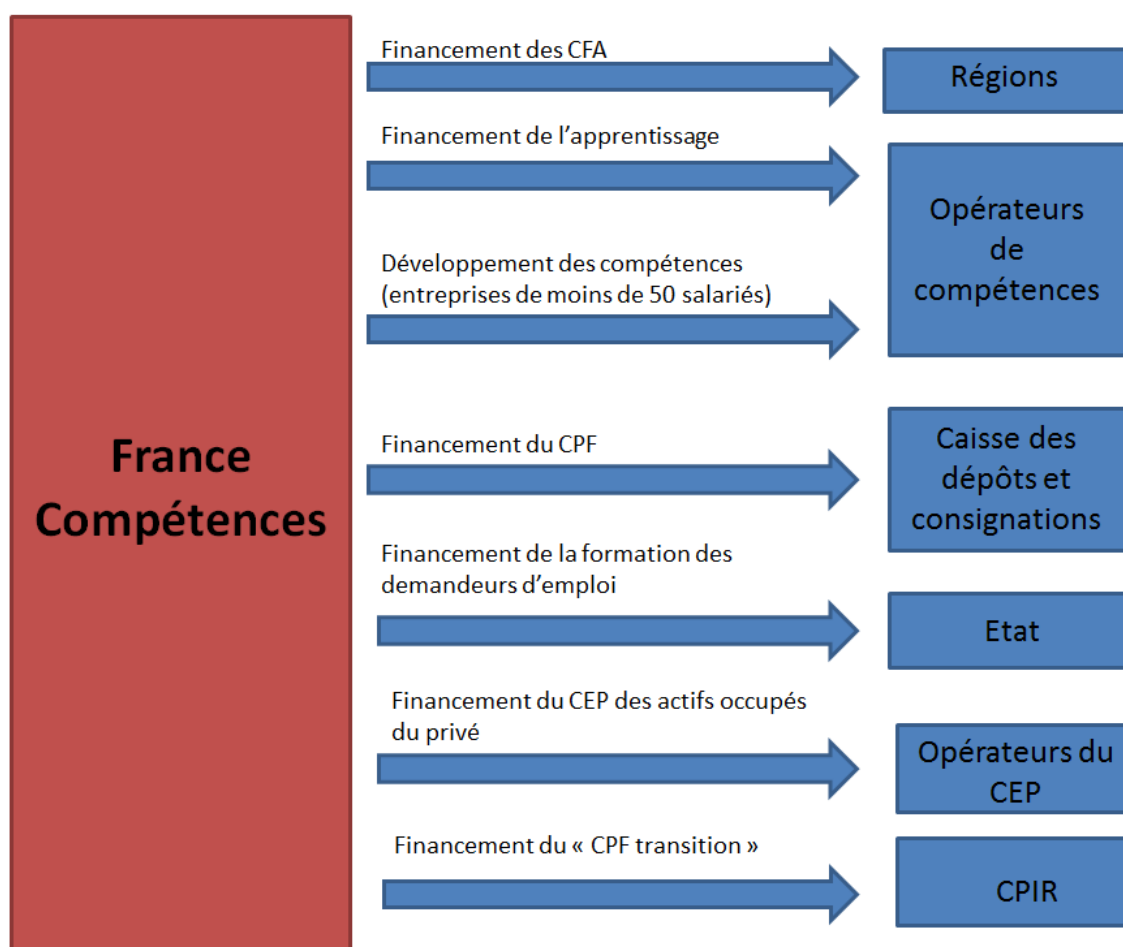 France
Compétences
Financement des CFA
Régions
Financement de l’apprentissage
Développement des compétences
(entreprises de moins de 50 salariés)
Opérateurs
de
compétences
Financement du CPF
Caisse des
dépôts et
consignations
Financement de la formation des
demandeurs d’emploi
Etat
Financement du CEP des actifs occupés
du privé
Opérateurs du
CEP
Financement du « CPF transition »
CPIR